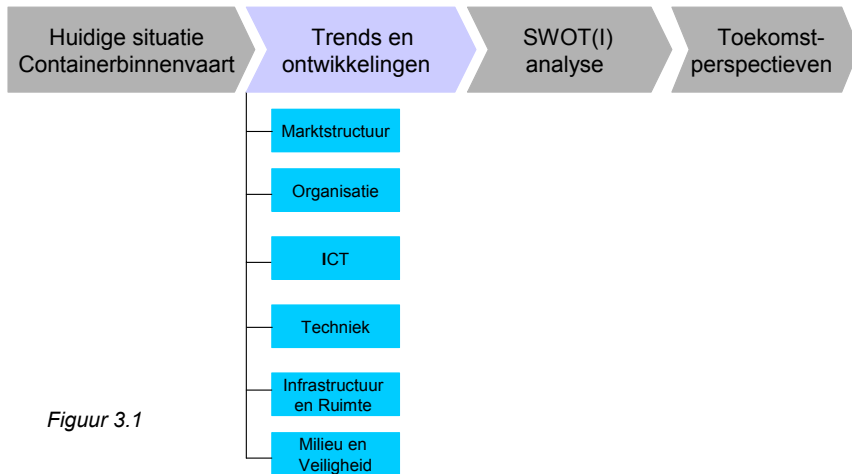 Huidige situatie
Containerbinnenvaart
Trends en
ontwikkelingen
SWOT(I)
analyse
Toekomst-
perspectieven
Marktstructuur
Organisatie
ICT
Techniek
Infrastructuur
en Ruimte
Milieu en
Veiligheid
Figuur 3.1